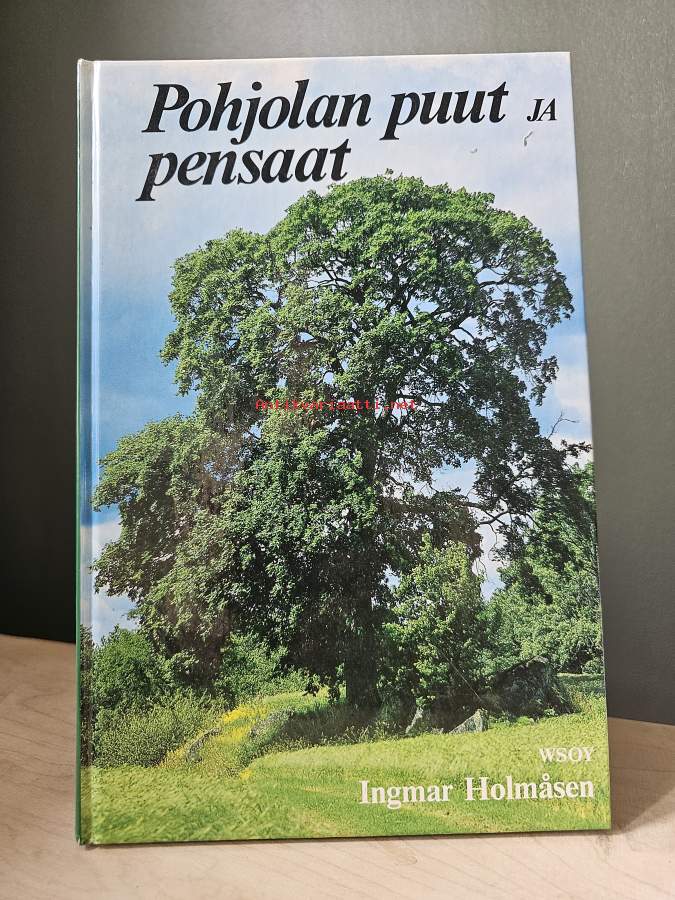 Pohjolan puut JA
pensaat
Antikvariaatti.net
WSOY
Ingmar Holmåsen